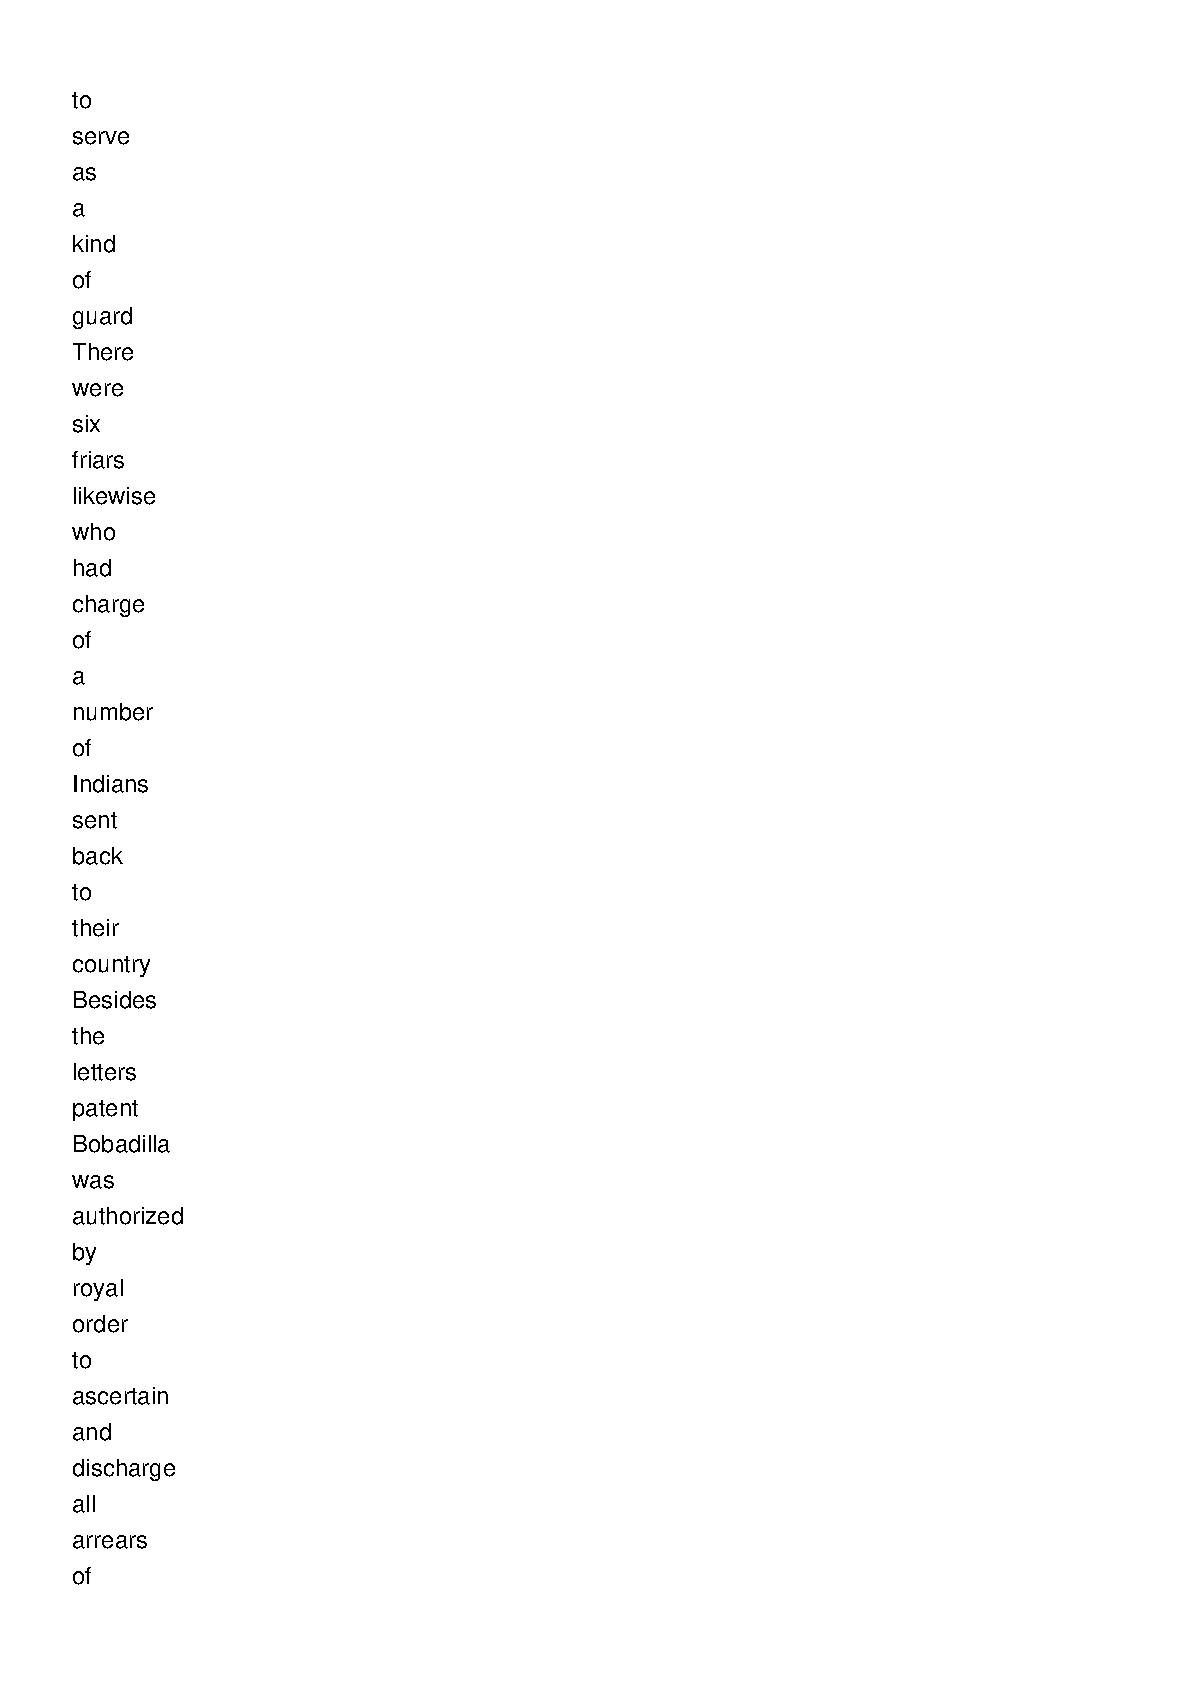 to
serve
as
a
kind
of
guard
There
were
six
friars
likewise
who
had
charge
of
a
number
of
Indians
sent
back
to
their
country
Besides
the
letters
patent
Bobadilla
was
authorized
by
royal
order
to
ascertain
and
discharge
all
arrears
of